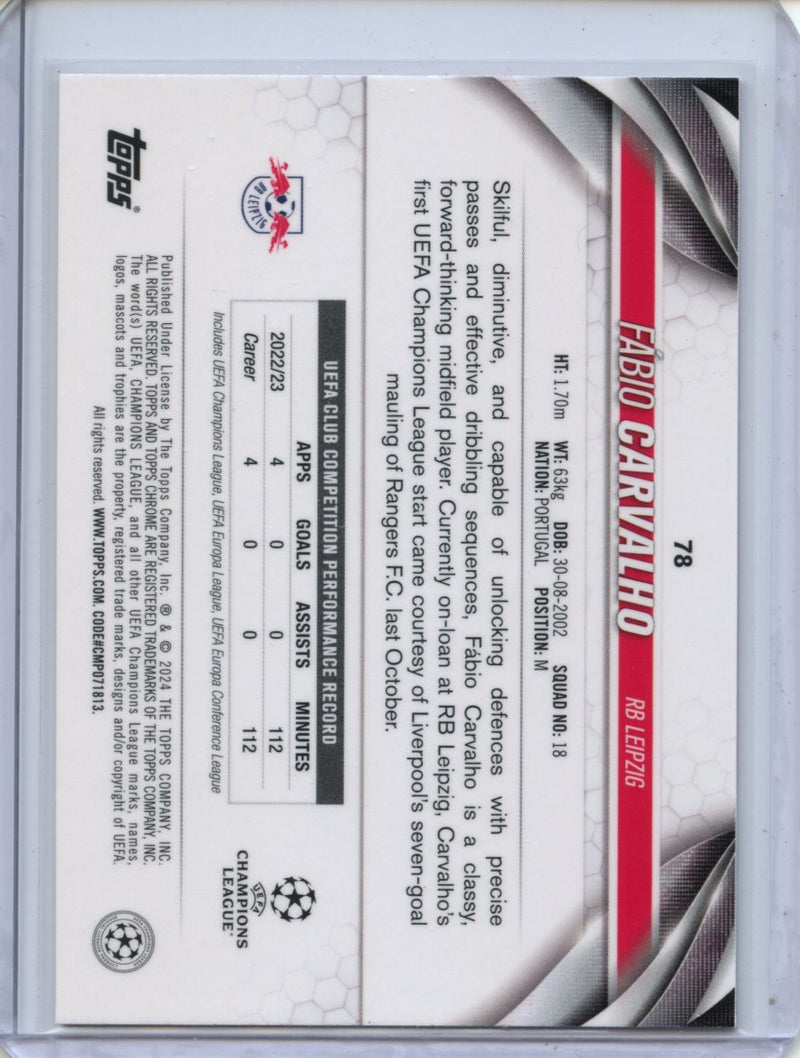 78
FÁBIO CARVALHO RB LEIPZIG
HT: 1.70m WT: 63kg DOB: 30-08-2002 SQUAD NO: 18
NATION: PORTUGAL POSITION: M
Skilful, diminutive, and capable of unlocking defences with precise
passes and effective dribbling sequences, Fábio Carvalho is a classy,
forward-thinking midfield player. Currently on-loan at RB Leipzig, Carvalho's
first UEFA Champions League start came courtesy of Liverpool's seven-goal
mauling of Rangers F.C. last October.
RB LEIPZIG
UEFA CLUB COMPETITION PERFORMANCE RECORD
APPS GOALS ASSISTS MINUTES
2022/23 4 0 0 112
Career 4 0 0 112
Includes UEFA Champions League, UEFA Europa League, UEFA Europa Conference League
UEFA
CHAMPIONS
LEAGUE®
topps®
Published Under License by The Topps Company, Inc. ® & © 2024 THE TOPPS COMPANY, INC.
ALL RIGHTS RESERVED. TOPPS AND TOPPS CHROME ARE REGISTERED TRADEMARKS OF THE TOPPS COMPANY, INC.
The word(s) UEFA, CHAMPIONS LEAGUE, and all other UEFA Champions League marks, names,
logos, mascots and trophies are the property, registered trade marks, designs and/or copyright of UEFA.
All rights reserved. WWW.TOPPS.COM. CODE#CMP071813.